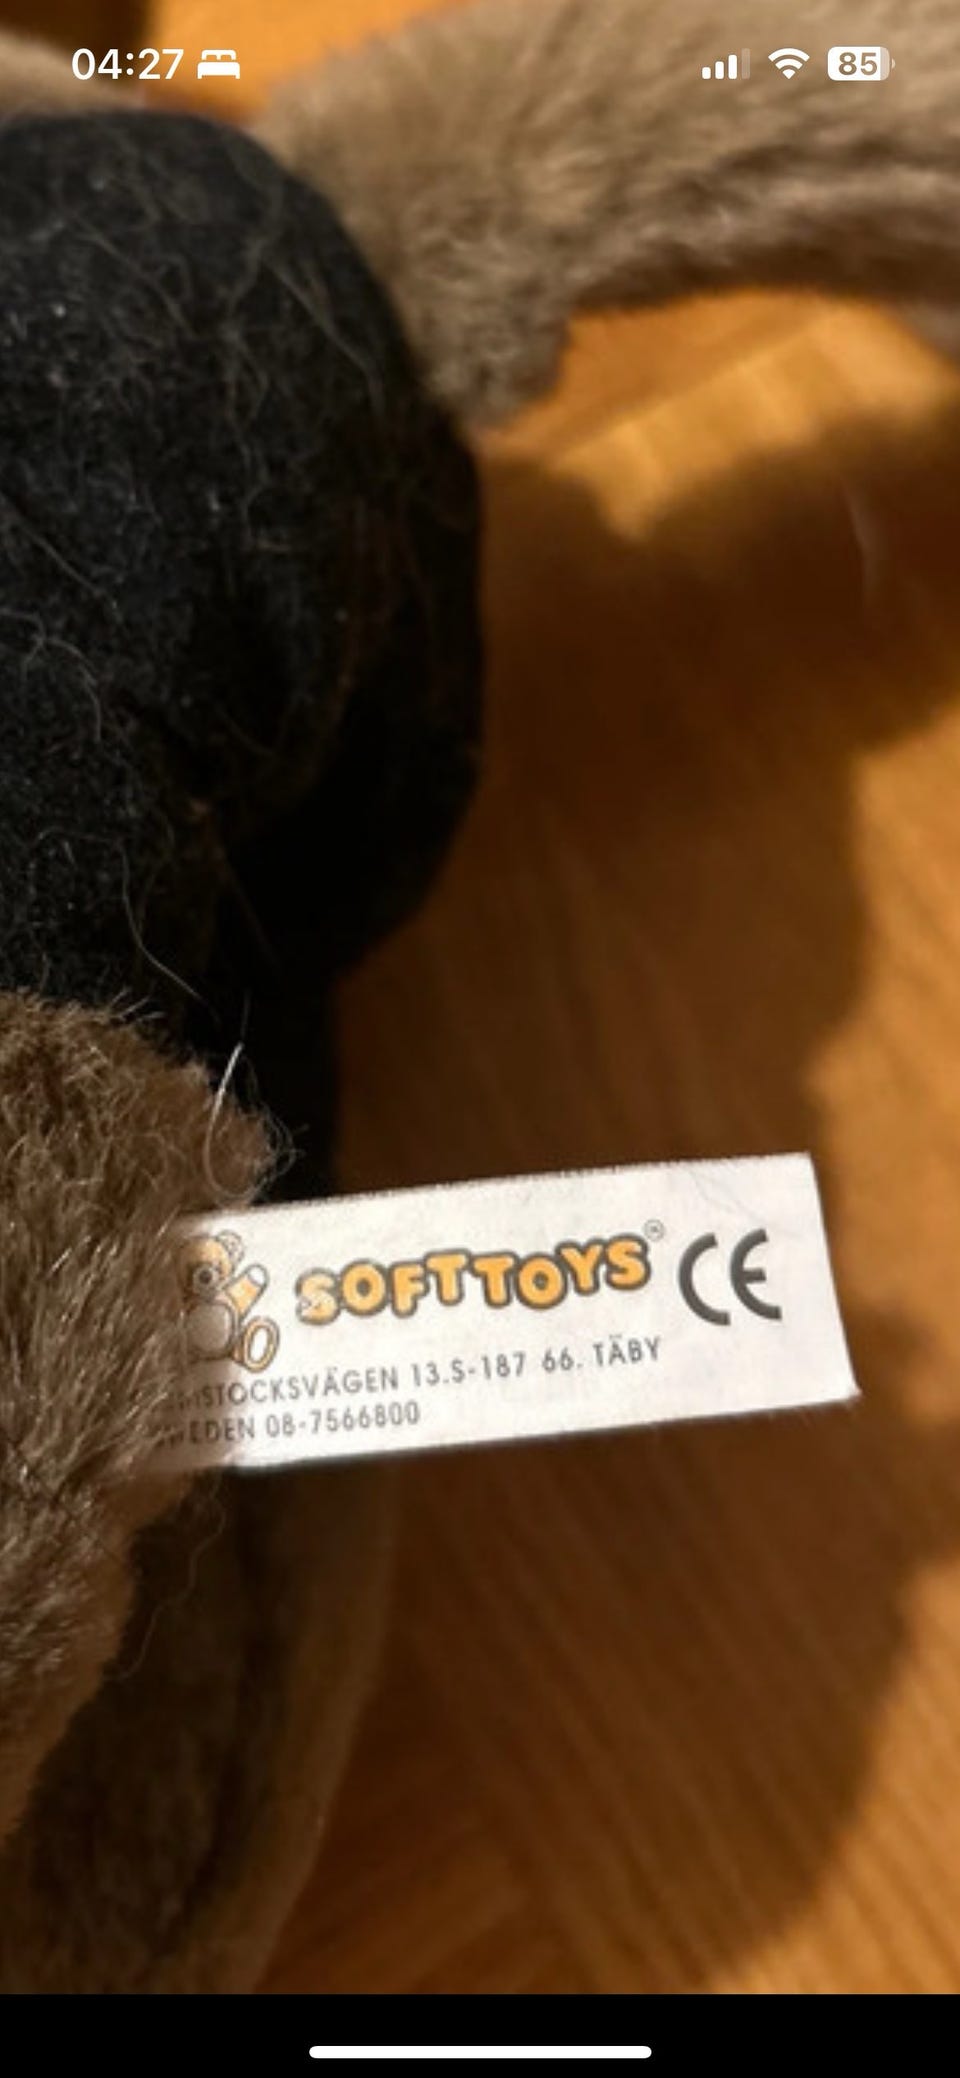 04:27
85
SOFTTOYS®
CE
13.S-187 66. TÄBY
08-7566800